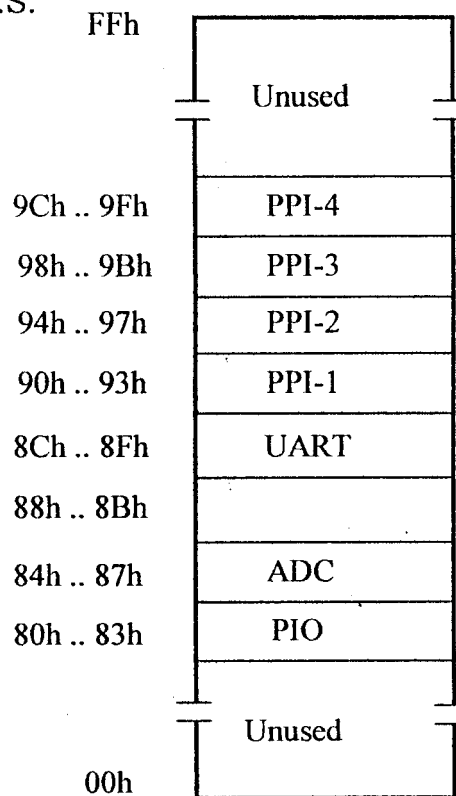 .S.
FFh
Unused
9Ch .. 9Fh PPI-4
98h .. 9Bh PPI-3
94h .. 97h PPI-2
90h .. 93h PPI-1
8Ch .. 8Fh UART
88h .. 8Bh
84h .. 87h ADC
80h .. 83h PIO
Unused
00h